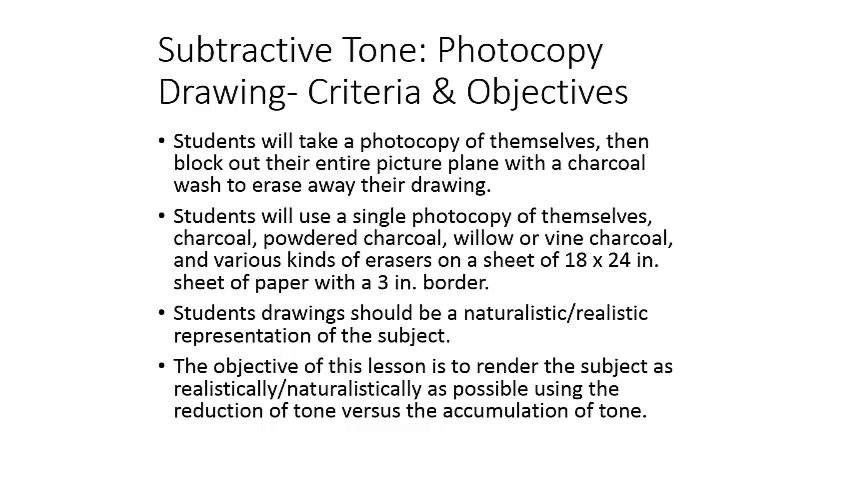 Subtractive Tone: Photocopy
Drawing- Criteria & Objectives
• Students will take a photocopy of themselves, then
block out their entire picture plane with a charcoal
wash to erase away their drawing.
• Students will use a single photocopy of themselves,
charcoal, powdered charcoal, willow or vine charcoal,
and various kinds of erasers on a sheet of 18 x 24 in.
sheet of paper with a 3 in. border.
• Students drawings should be a naturalistic/realistic
representation of the subject.
• The objective of this lesson is to render the subject as
realistically/naturalistically as possible using the
reduction of tone versus the accumulation of tone.